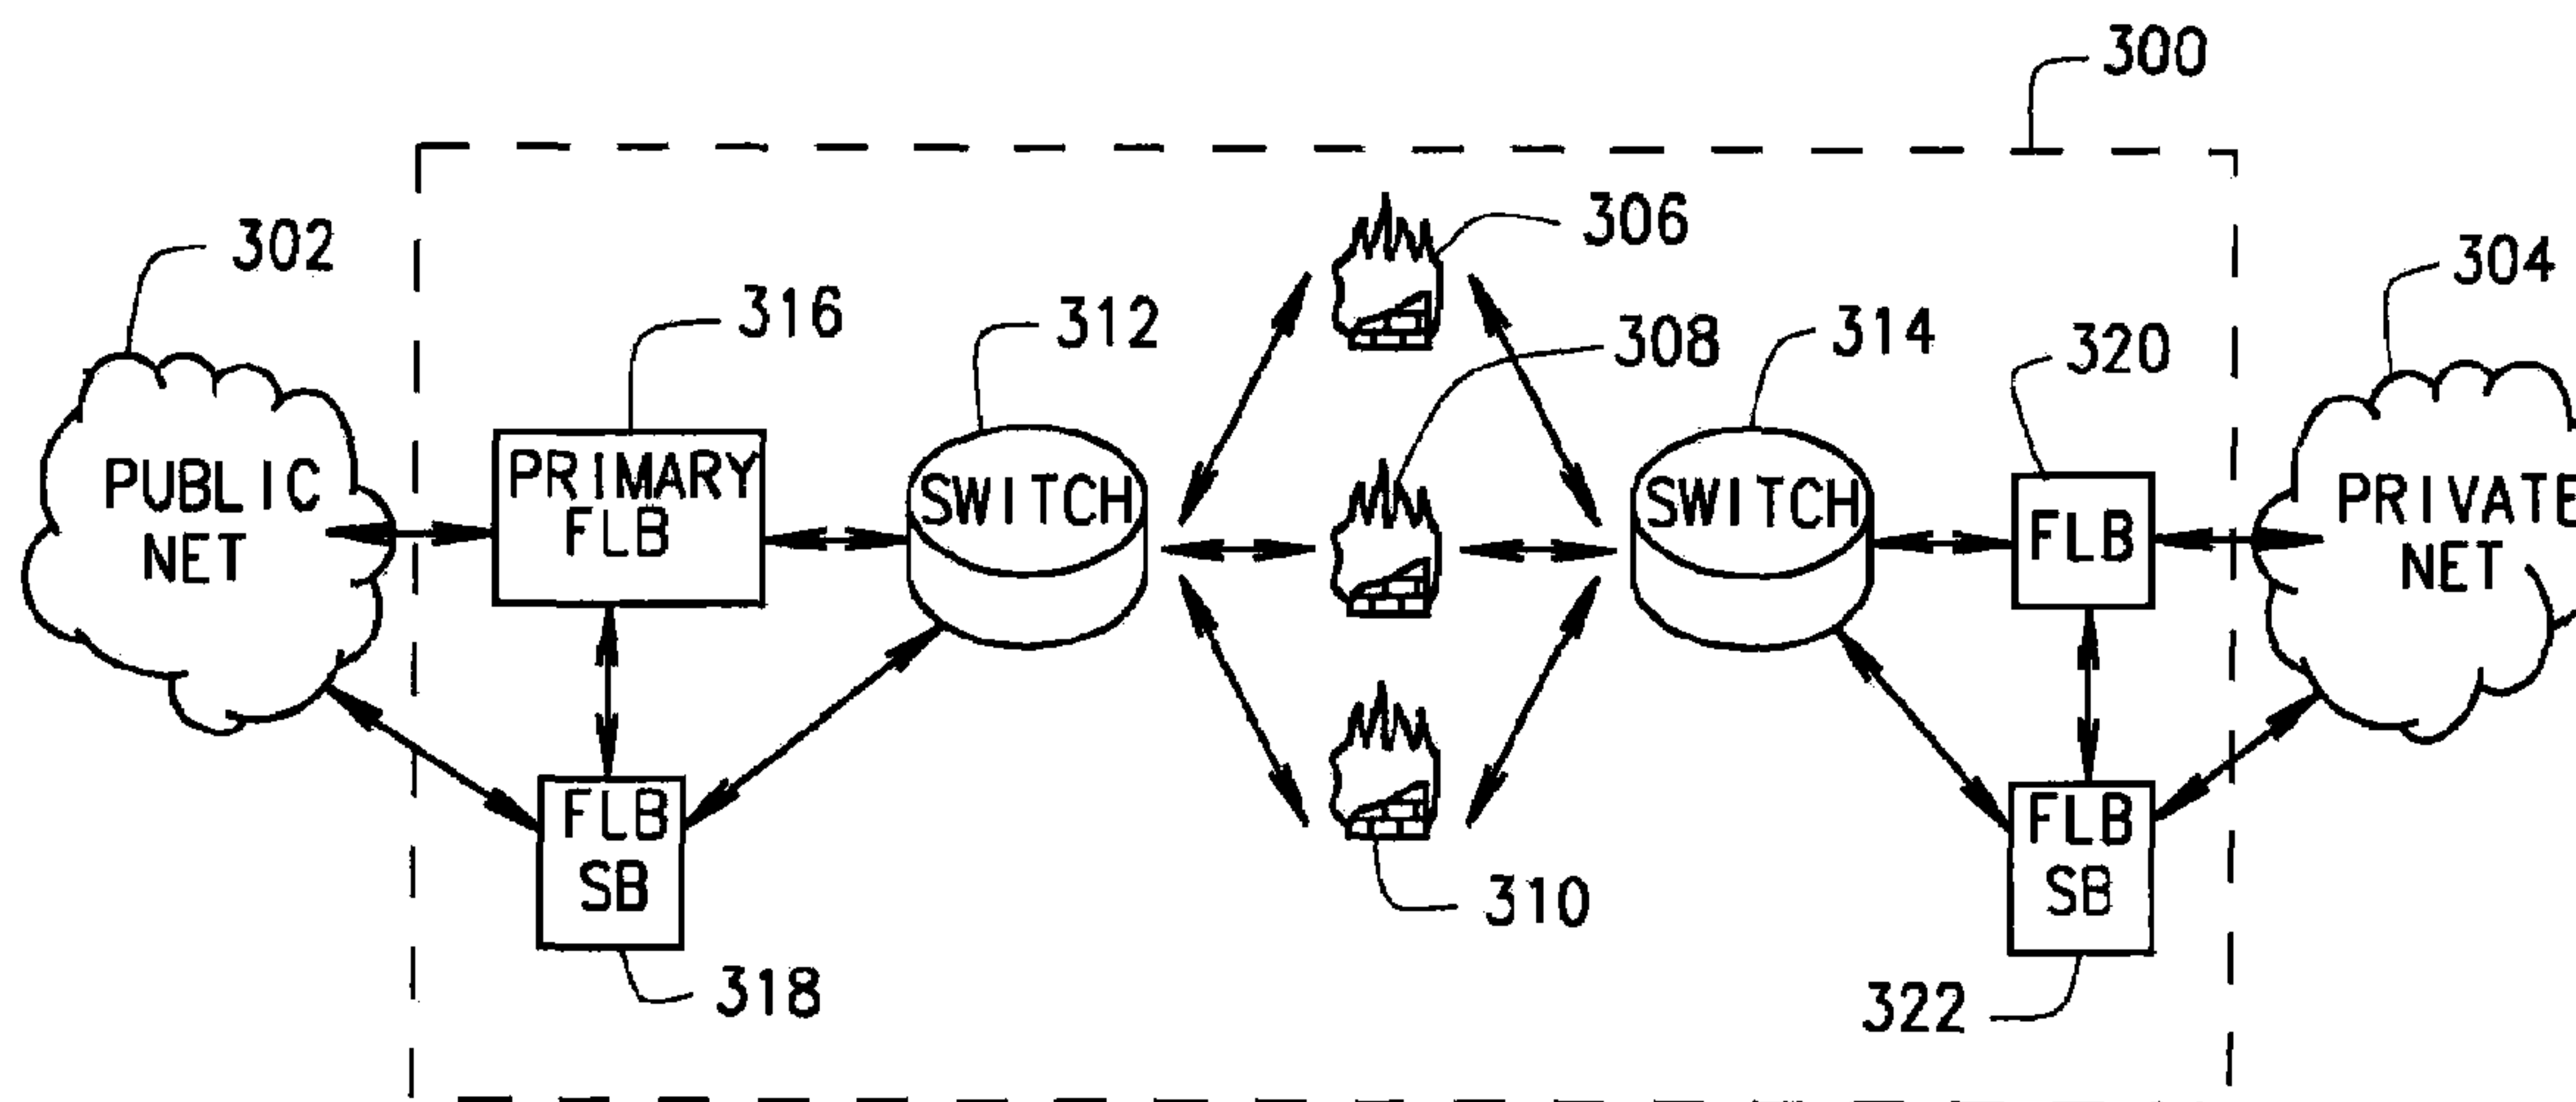 300
302
306
304
316
312
308
314
320
PUBLIC
NET
PRIMARY
FLB
SWITCH
SWITCH
FLB
PRIVATE
NET
FLB
SB
FLB
SB
310
318
322